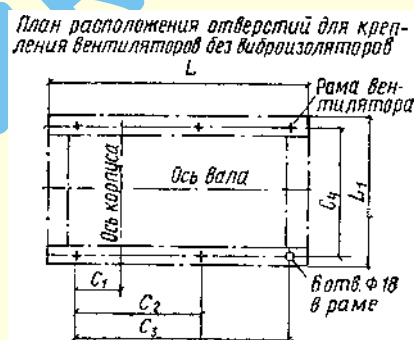 План расположения отверстий для креп-
ления вентиляторов без виброизоляторов
L
Рама вен-
тилятора
Ось корпуса
Ось вала
C₄
L₁
C₁
C₂
C₃
6 отв. Ф18
в раме